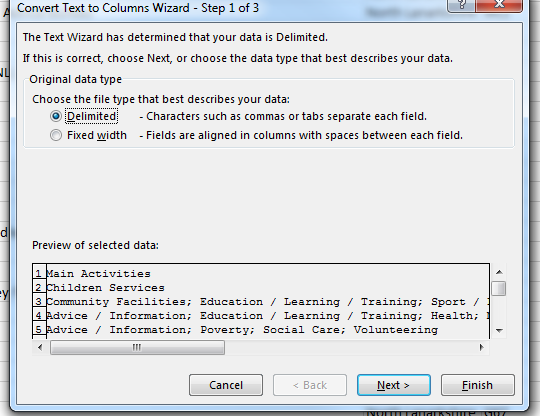 Convert Text to Columns Wizard - Step 1 of 3
?
The Text Wizard has determined that your data is Delimited.
If this is correct, choose Next, or choose the data type that best describes your data.
Original data type
Choose the file type that best describes your data:
Delimited - Characters such as commas or tabs separate each field.
Fixed width - Fields are aligned in columns with spaces between each field.
Preview of selected data:
1 Main Activities
2 Children Services
3 Community Facilities; Education / Learning / Training; Sport /
4 Advice / Information; Education / Learning / Training; Health;
5 Advice / Information; Poverty; Social Care; Volunteering
Cancel < Back Next > Finish